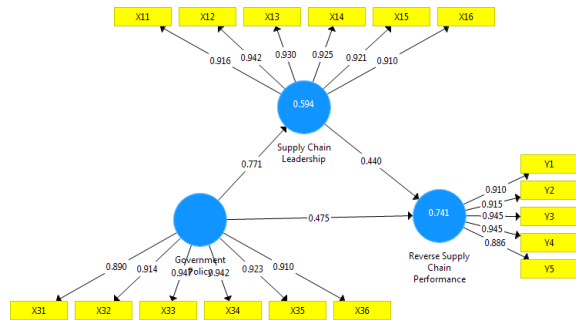 X11 X12 X13 X14 X15 X16
0.916 0.942 0.930 0.925 0.921 0.910
0.594
Supply Chain
Leadership
0.771
0.440
0.741
Reverse Supply
Chain
Performance
0.475
Y1
Y2
Y3
Y4
Y5
0.910
0.915
0.945
0.945
0.886
Government
Policy
0.890 0.914 0.942 0.923 0.910
X31 X32 X33 X34 X35 X36